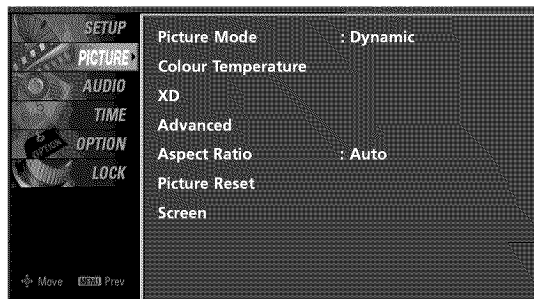 SETUP
PICTURE
AUDIO
TIME
OPTION
LOCK
Move MENU Prev
Picture Mode : Dynamic
Colour Temperature
XD
Advanced
Aspect Ratio : Auto
Picture Reset
Screen